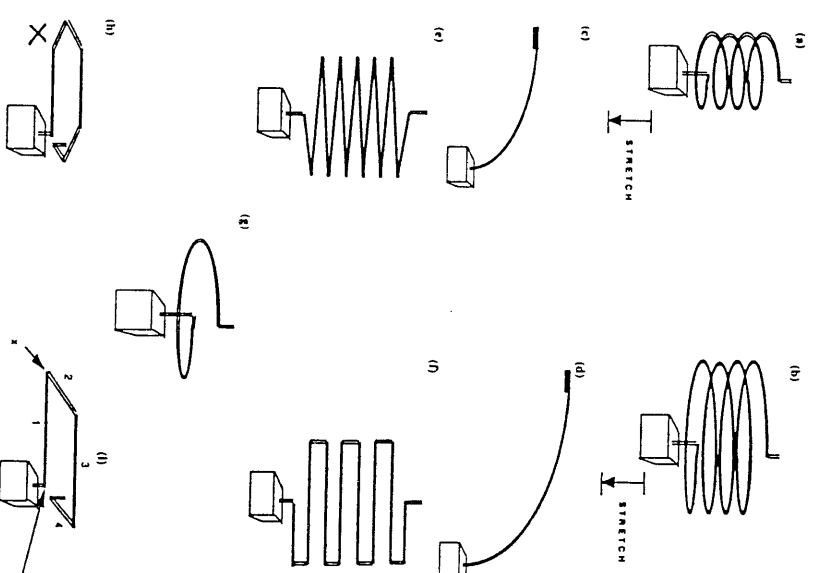 (a)
STRETCH
(b)
STRETCH
(c)
(d)
(e)
(f)
(g)
(h)
X
x
1
2
3
4